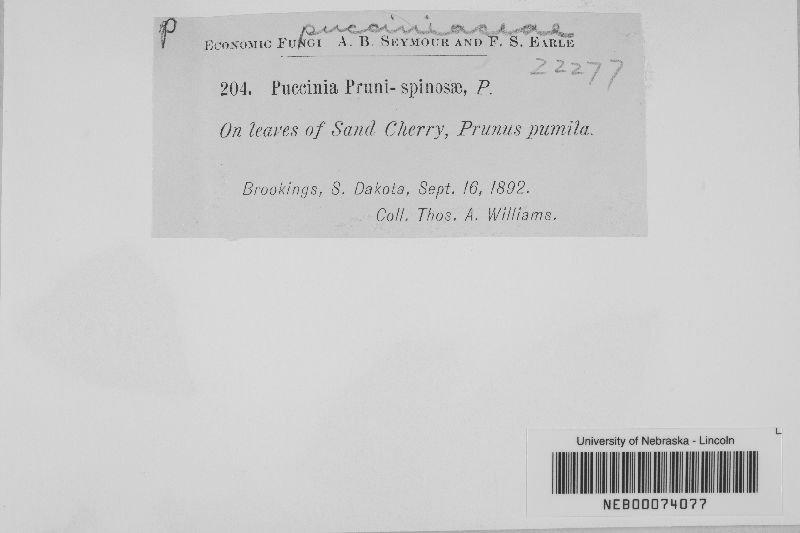 P pucciniaceae
Economic Fungi A. B. Seymour and F. S. Earle
22277
204. Puccinia Pruni-spinosæ, P.
On leaves of Sand Cherry, Prunus pumila.
Brookings, S. Dakota, Sept. 16, 1892.
Coll. Thos. A. Williams.
L
University of Nebraska - Lincoln
NEB00074077